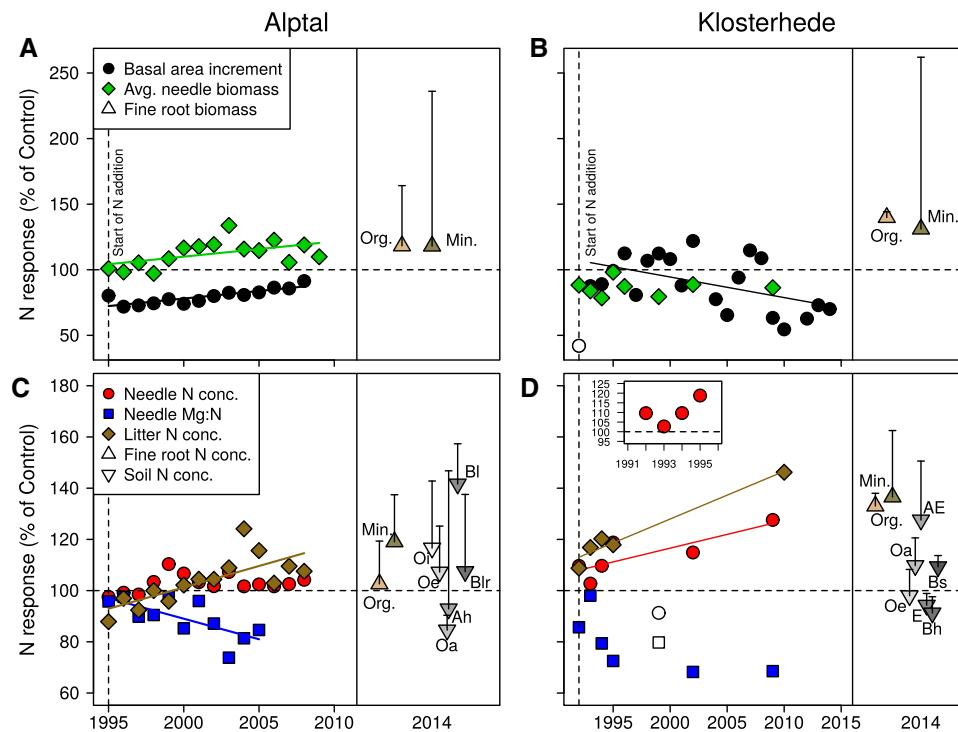 Alptal
Klosterhede
A
B
N response (% of Control)
250
200
150
100
50
Basal area increment
Avg. needle biomass
Fine root biomass
Start of N addition
Org.
Min.
Start of N addition
Org.
Min.
C
D
N response (% of Control)
180
160
140
120
100
80
60
Needle N conc.
Needle Mg:N
Litter N conc.
Fine root N conc.
Soil N conc.
Bl
Min.
Oi
Oe
Blr
Org.
Ah
Oa
125
120
115
110
105
100
95
1991 1993 1995
Min.
Org.
AE
Oa
Bs
Oe
E
Bh
1995 2000 2005 2010 2014
1995 2000 2005 2010 2015 2014